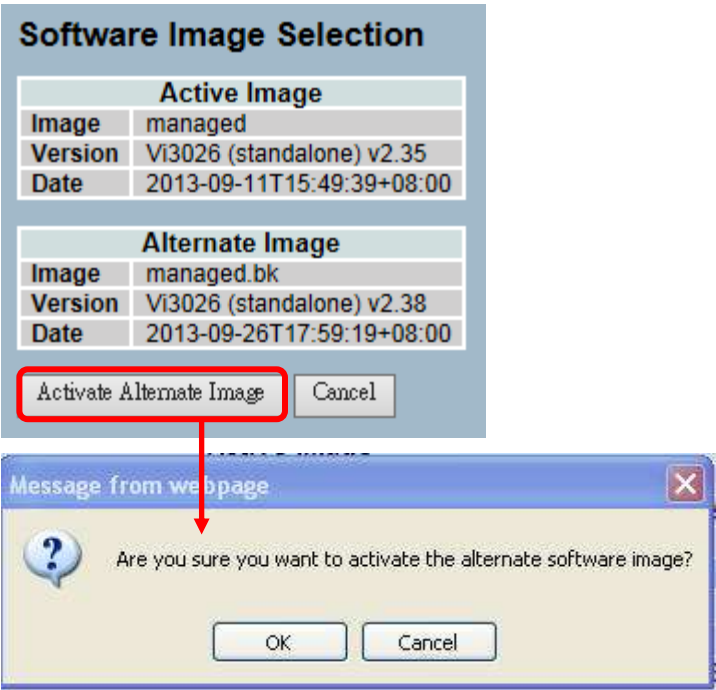 Software Image Selection
Active Image
Image managed
Version Vi3026 (standalone) v2.35
Date 2013-09-11T15:49:39+08:00
Alternate Image
Image managed.bk
Version Vi3026 (standalone) v2.38
Date 2013-09-26T17:59:19+08:00
Activate Alternate Image Cancel
Message from webpage
Are you sure you want to activate the alternate software image?
OK Cancel